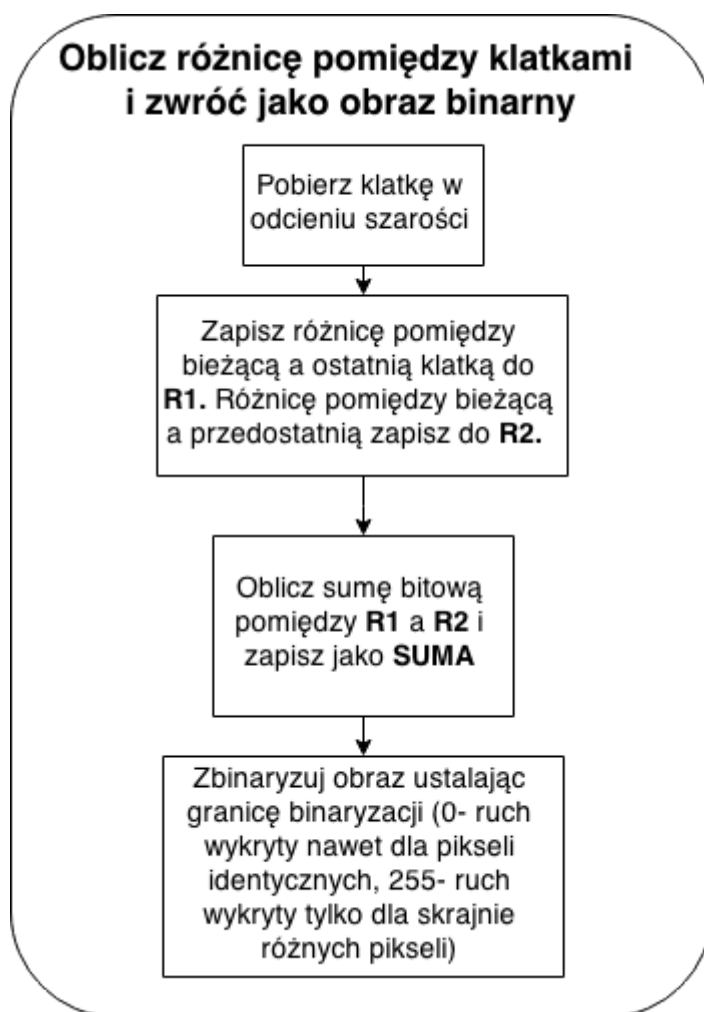 Oblicz różnicę pomiędzy klatkami
i zwróć jako obraz binarny
Pobierz klatkę w
odcieniu szarości
Zapisz różnicę pomiędzy
bieżącą a ostatnią klatką do
R1. Różnicę pomiędzy bieżącą
a przedostatnią zapisz do R2.
Oblicz sumę bitową
pomiędzy R1 a R2 i
zapisz jako SUMA
Zbinaryzuj obraz ustalając
granicę binaryzacji (0- ruch
wykryty nawet dla pikseli
identycznych, 255- ruch
wykryty tylko dla skrajnie
różnych pikseli)